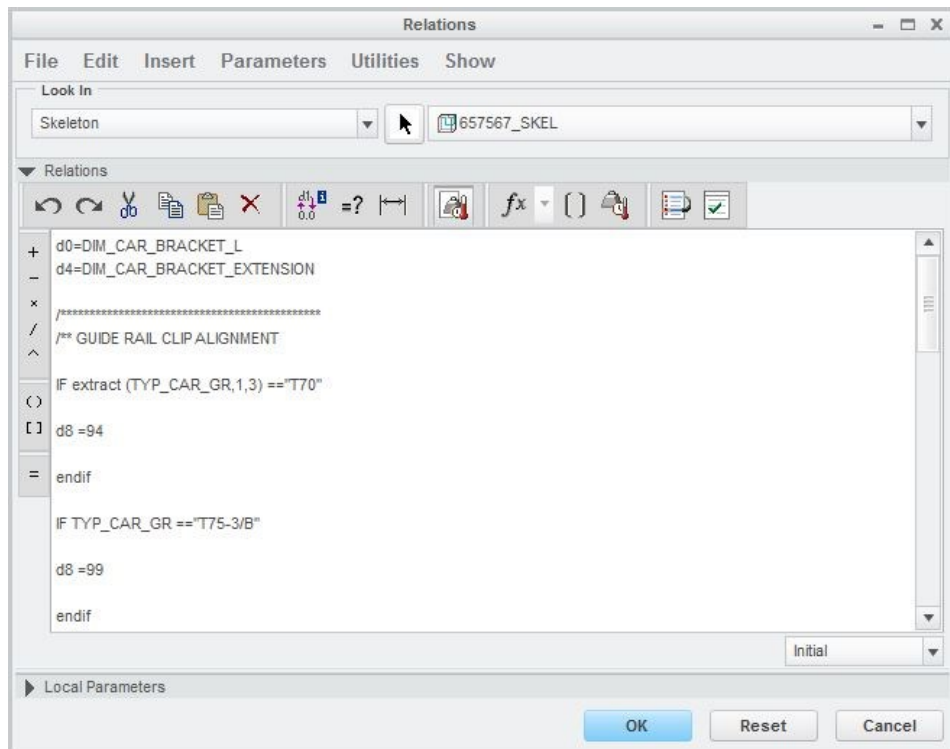 Relations
File Edit Insert Parameters Utilities Show
Look In
Skeleton 657567_SKEL
Relations
=? fx ()
d0=DIM_CAR_BRACKET_L
d4=DIM_CAR_BRACKET_EXTENSION
/***********************************************
/** GUIDE RAIL CLIP ALIGNMENT
IF extract (TYP_CAR_GR,1,3) =="T70"
d8 =94
endif
IF TYP_CAR_GR =="T75-3/B"
d8 =99
endif
Initial
Local Parameters
OK Reset Cancel